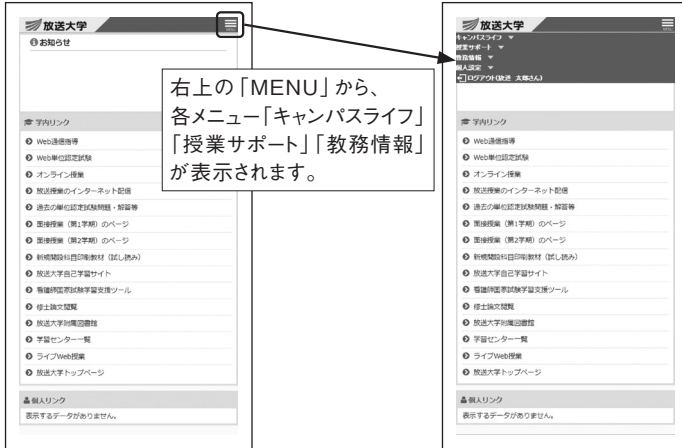 放送大学
MENU
お知らせ
学内リンク
Web通信指導
Web単位認定試験
オンライン授業
放送授業のインターネット配信
過去の単位認定試験問題・解答等
面接授業（第1学期）のページ
面接授業（第2学期）のページ
新規開設科目印刷教材（試し読み）
放送大学自己学習サイト
看護師国家試験学習支援ツール
修士論文閲覧
放送大学附属図書館
学習センター一覧
ライブWeb授業
放送大学トップページ
個人リンク
表示するデータがありません。
右上の「MENU」から、
各メニュー「キャンパスライフ」
「授業サポート」「教務情報」
が表示されます。
放送大学
MENU
キャンパスライフ ▼
授業サポート ▼
教務情報 ▼
個人設定 ▼
ログアウト(放送 太郎さん)
学内リンク
Web通信指導
Web単位認定試験
オンライン授業
放送授業のインターネット配信
過去の単位認定試験問題・解答等
面接授業（第1学期）のページ
面接授業（第2学期）のページ
新規開設科目印刷教材（試し読み）
放送大学自己学習サイト
看護師国家試験学習支援ツール
修士論文閲覧
放送大学附属図書館
学習センター一覧
ライブWeb授業
放送大学トップページ
個人リンク
表示するデータがありません。